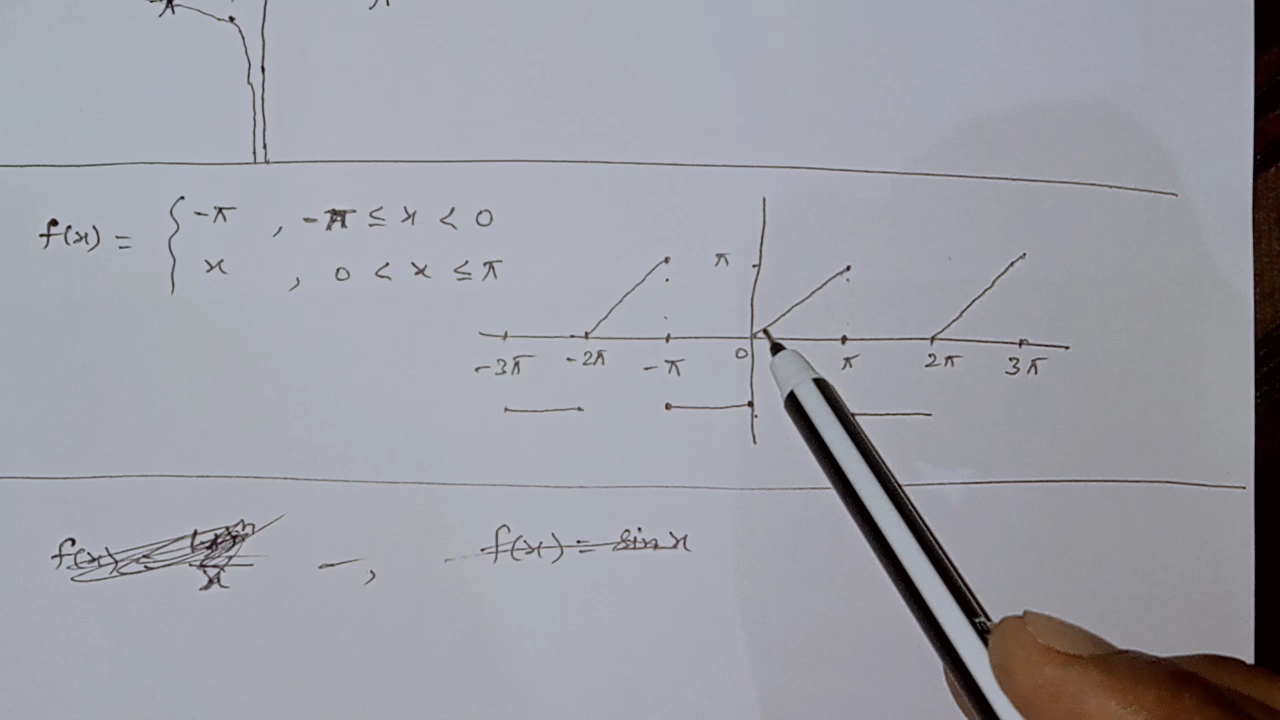 π
π
f(x) = { -π , -π ≤ x < 0
x , 0 < x ≤ π
π
-3π -2π -π 0 π 2π 3π
f(x) x — , f(x) = sin x